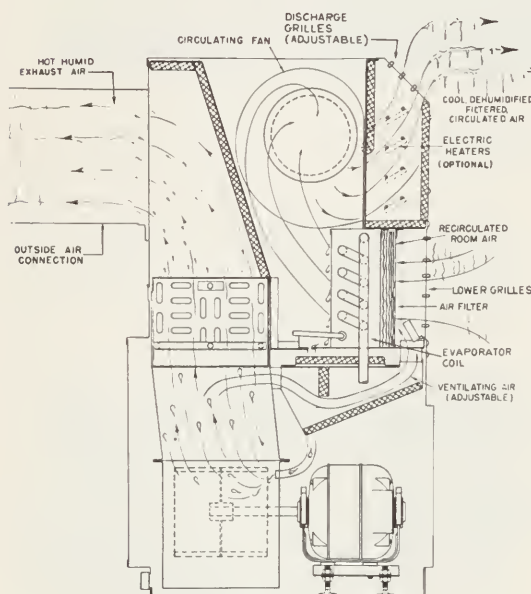 DISCHARGE
GRILLES
(ADJUSTABLE)
CIRCULATING FAN
HOT HUMID
EXHAUST AIR
COOL, DEHUMIDIFIED
FILTERED,
CIRCULATED AIR
ELECTRIC
HEATERS
(OPTIONAL)
RECIRCULATED
ROOM AIR
OUTSIDE AIR
CONNECTION
LOWER GRILLES
AIR FILTER
EVAPORATOR
COIL
VENTILATING AIR
(ADJUSTABLE)